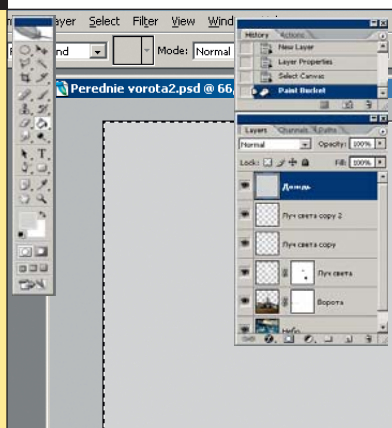 ayer Select Filter View Wind
nd Mode: Normal
Perednie vorota2.psd @ 66,
History Actions
New Layer
Layer Properties
Select Canvas
Paint Bucket
Layers Channels Paths
Normal Opacity: 100%
Lock: Fill: 100%
Дождь
Луч света copy 2
Луч света copy
Луч света
Ворота
Небо